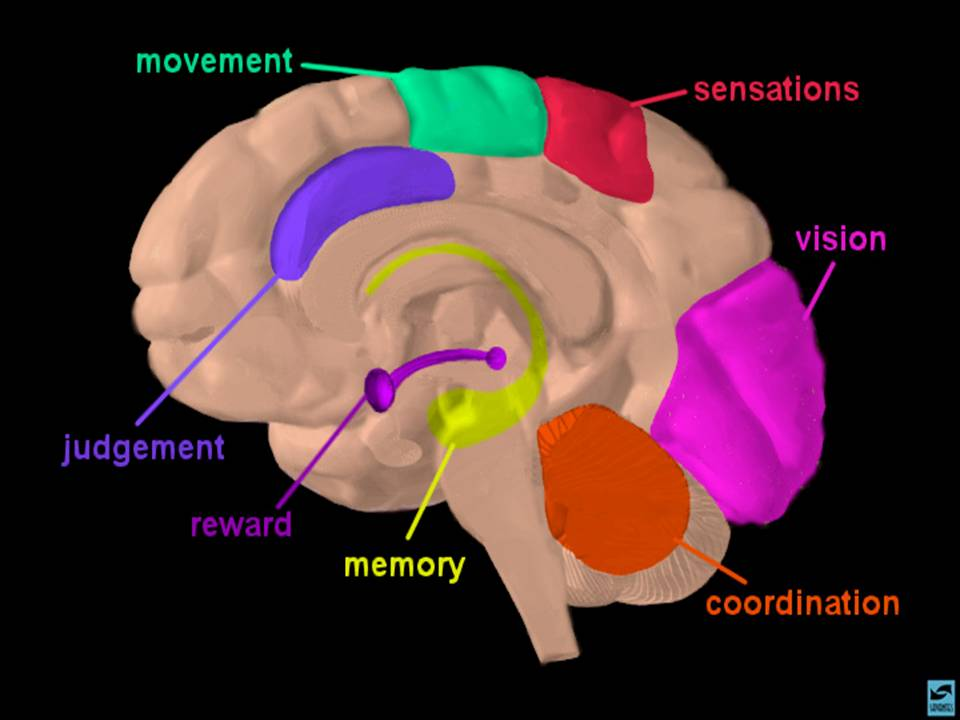 movement
sensations
vision
judgement
reward
memory
coordination